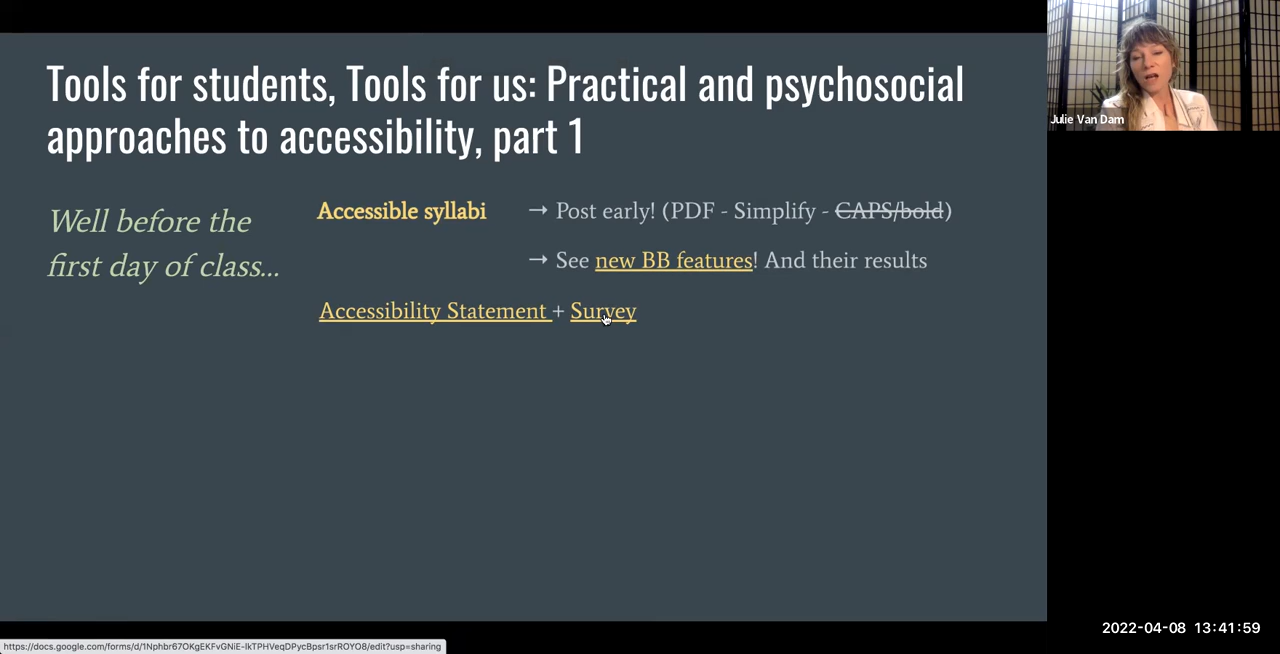 Tools for students, Tools for us: Practical and psychosocial
approaches to accessibility, part 1
Well before the
first day of class...
Accessible syllabi → Post early! (PDF - Simplify - CAPS/bold)
→ See new BB features! And their results
Accessibility Statement + Survey
Julie Van Dam
2022-04-08 13:41:59
https://docs.google.com/forms/d/1Nphbr67OKgEKFvGNiE-lkTPHVeqDPycBpsr1srROYO8/edit?usp=sharing